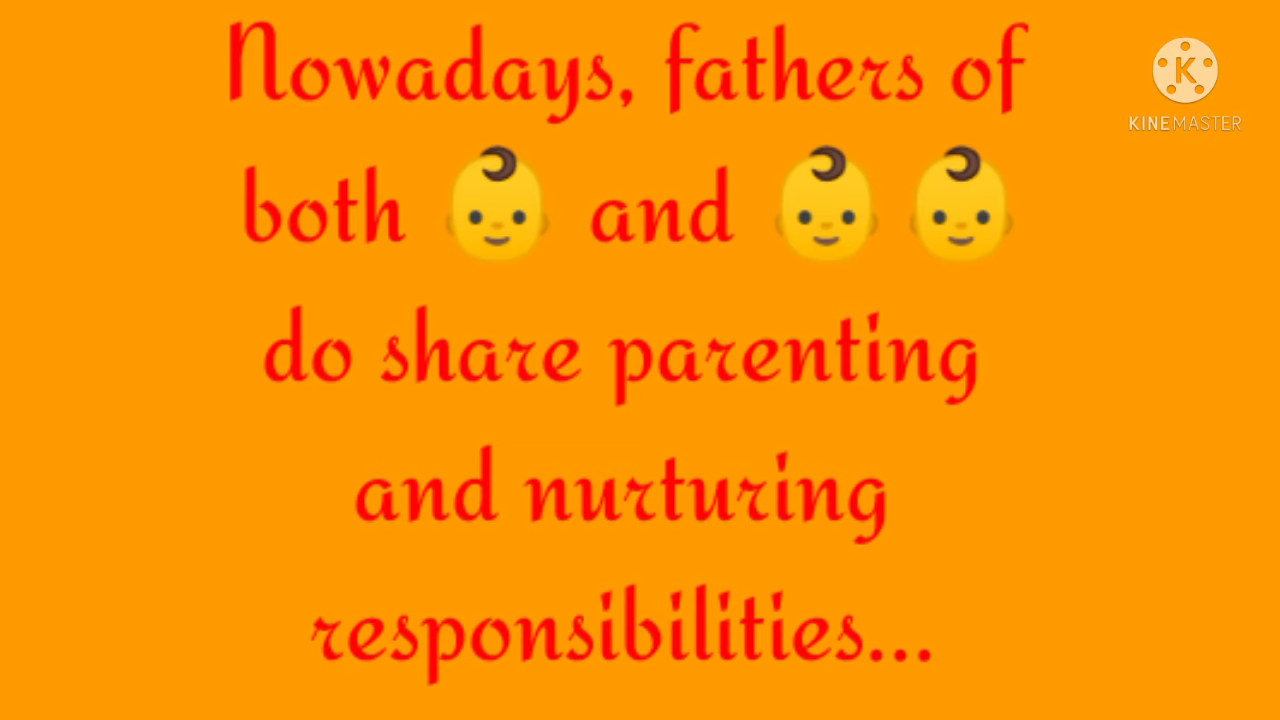 Nowadays, fathers of
both 👶 and 👶👶
do share parenting
and nurturing
responsibilities...
K
KINEMASTER